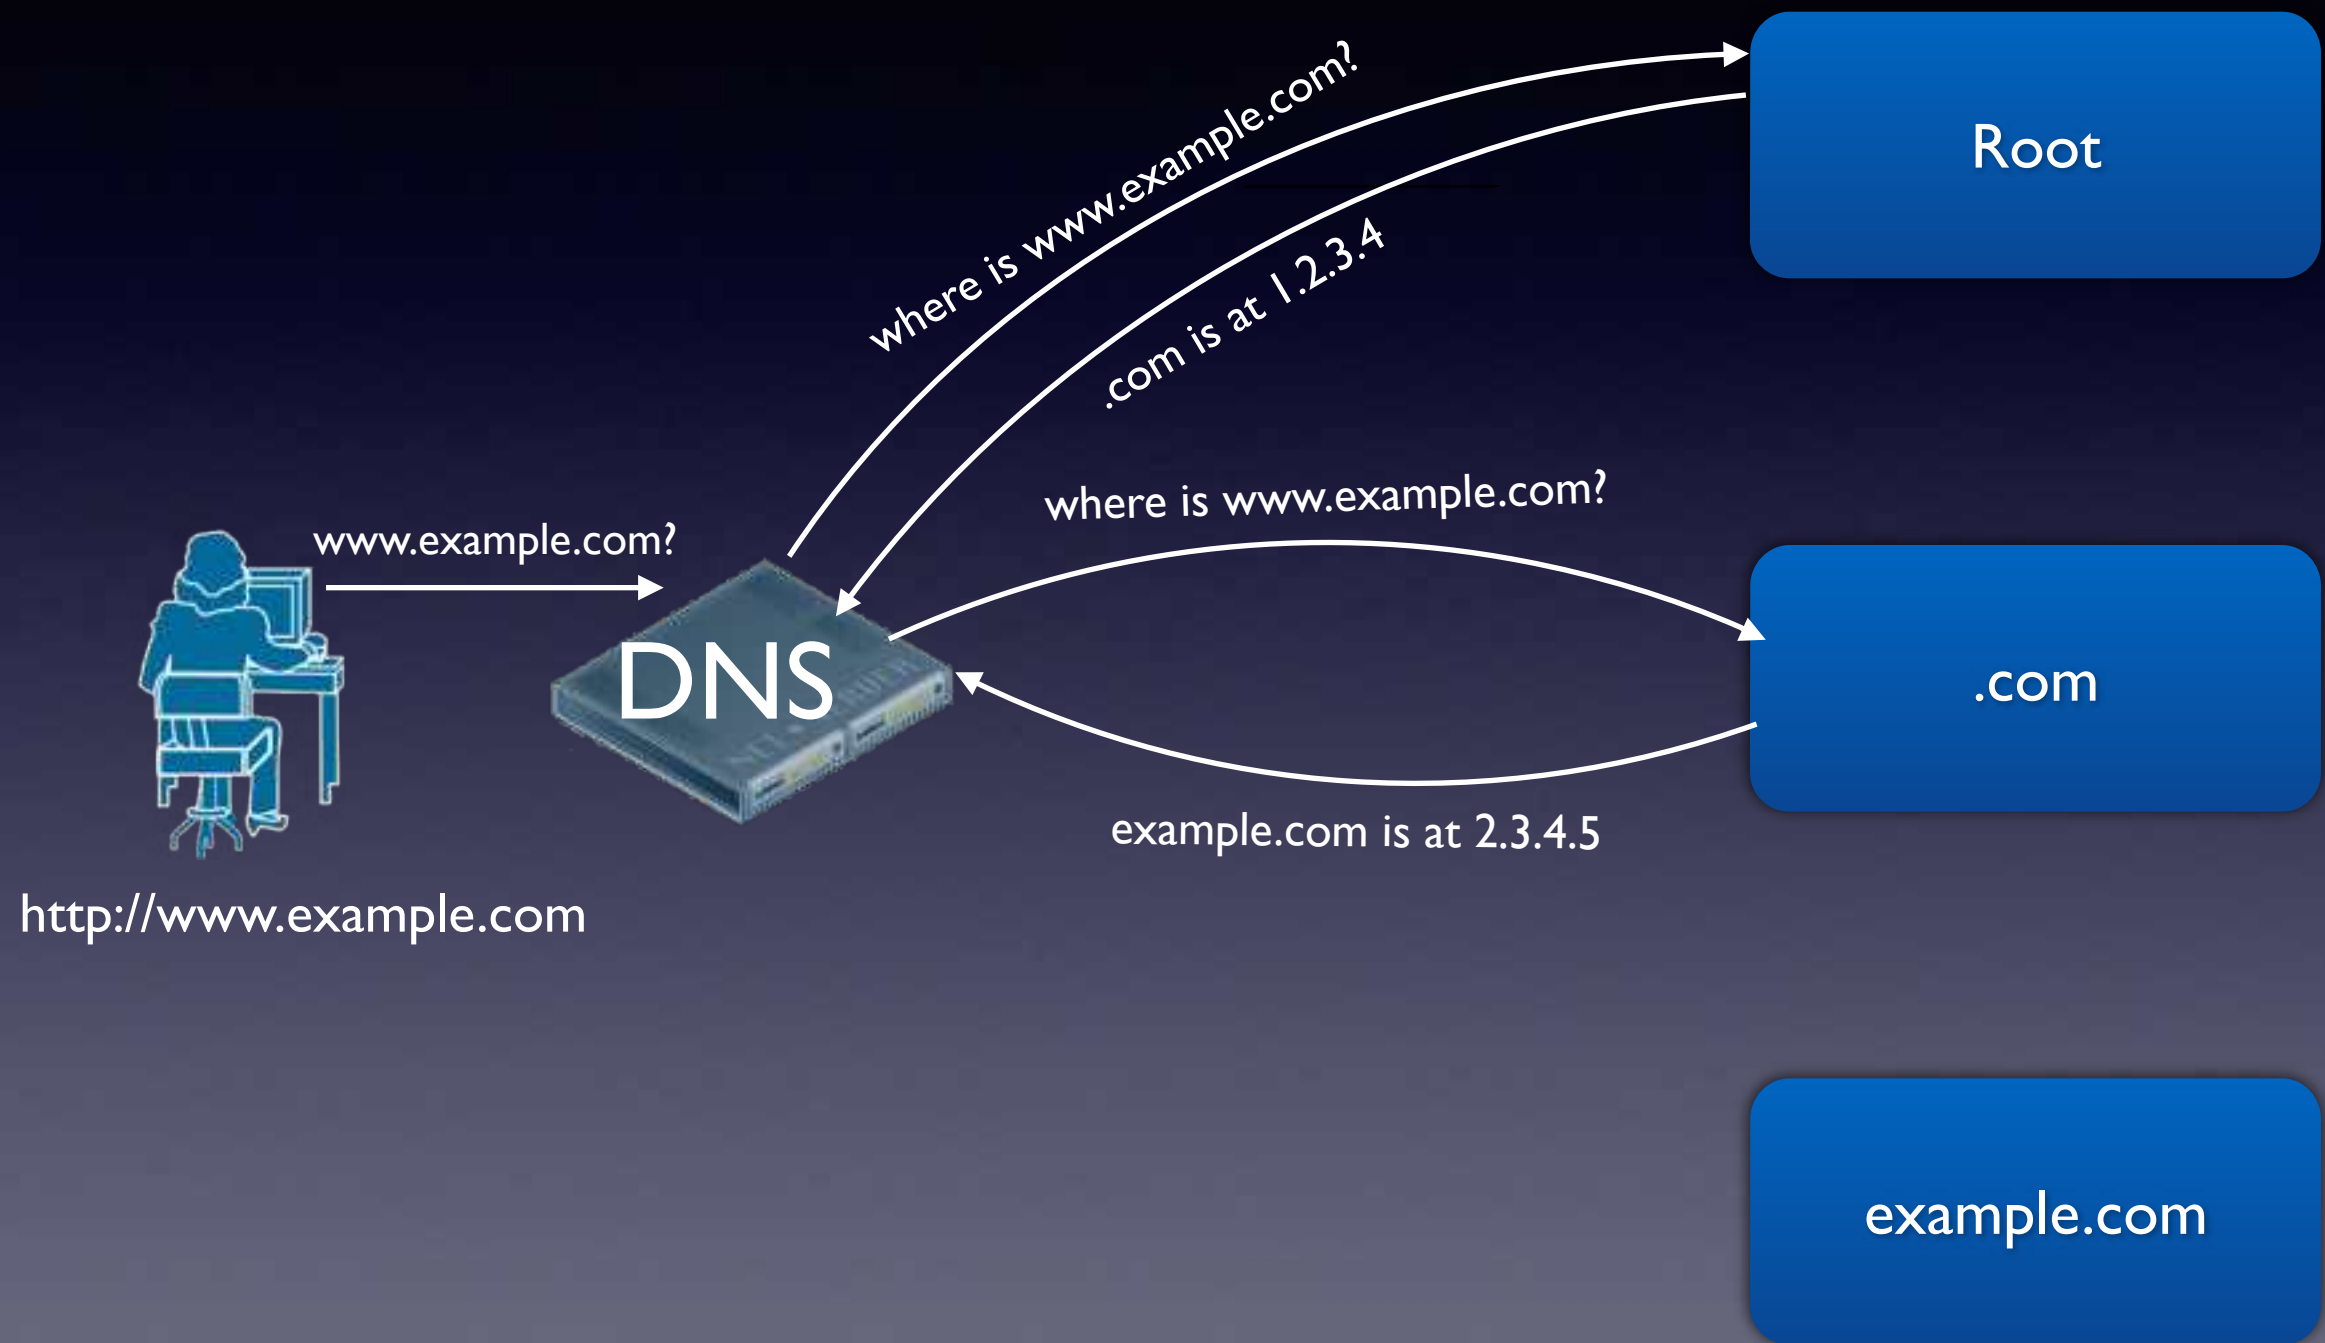 where is www.example.com?
Root
.com is at 1.2.3.4
where is www.example.com?
www.example.com?
DNS
.com
example.com is at 2.3.4.5
http://www.example.com
example.com